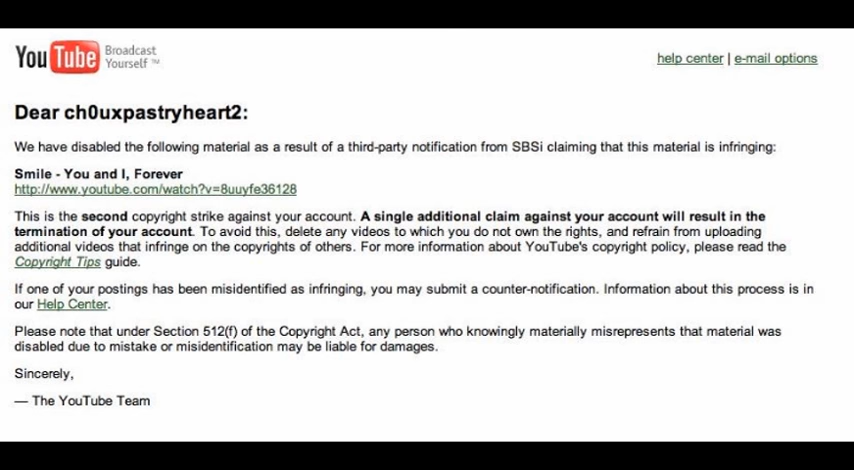 YouTube Broadcast Yourself ™
help center | e-mail options
Dear ch0uxpastryheart2:
We have disabled the following material as a result of a third-party notification from SBSi claiming that this material is infringing:
Smile - You and I, Forever
http://www.youtube.com/watch?v=8uuyfe36128
This is the second copyright strike against your account. A single additional claim against your account will result in the
termination of your account. To avoid this, delete any videos to which you do not own the rights, and refrain from uploading
additional videos that infringe on the copyrights of others. For more information about YouTube's copyright policy, please read the
Copyright Tips guide.
If one of your postings has been misidentified as infringing, you may submit a counter-notification. Information about this process is in
our Help Center.
Please note that under Section 512(f) of the Copyright Act, any person who knowingly materially misrepresents that material was
disabled due to mistake or misidentification may be liable for damages.
Sincerely,
— The YouTube Team